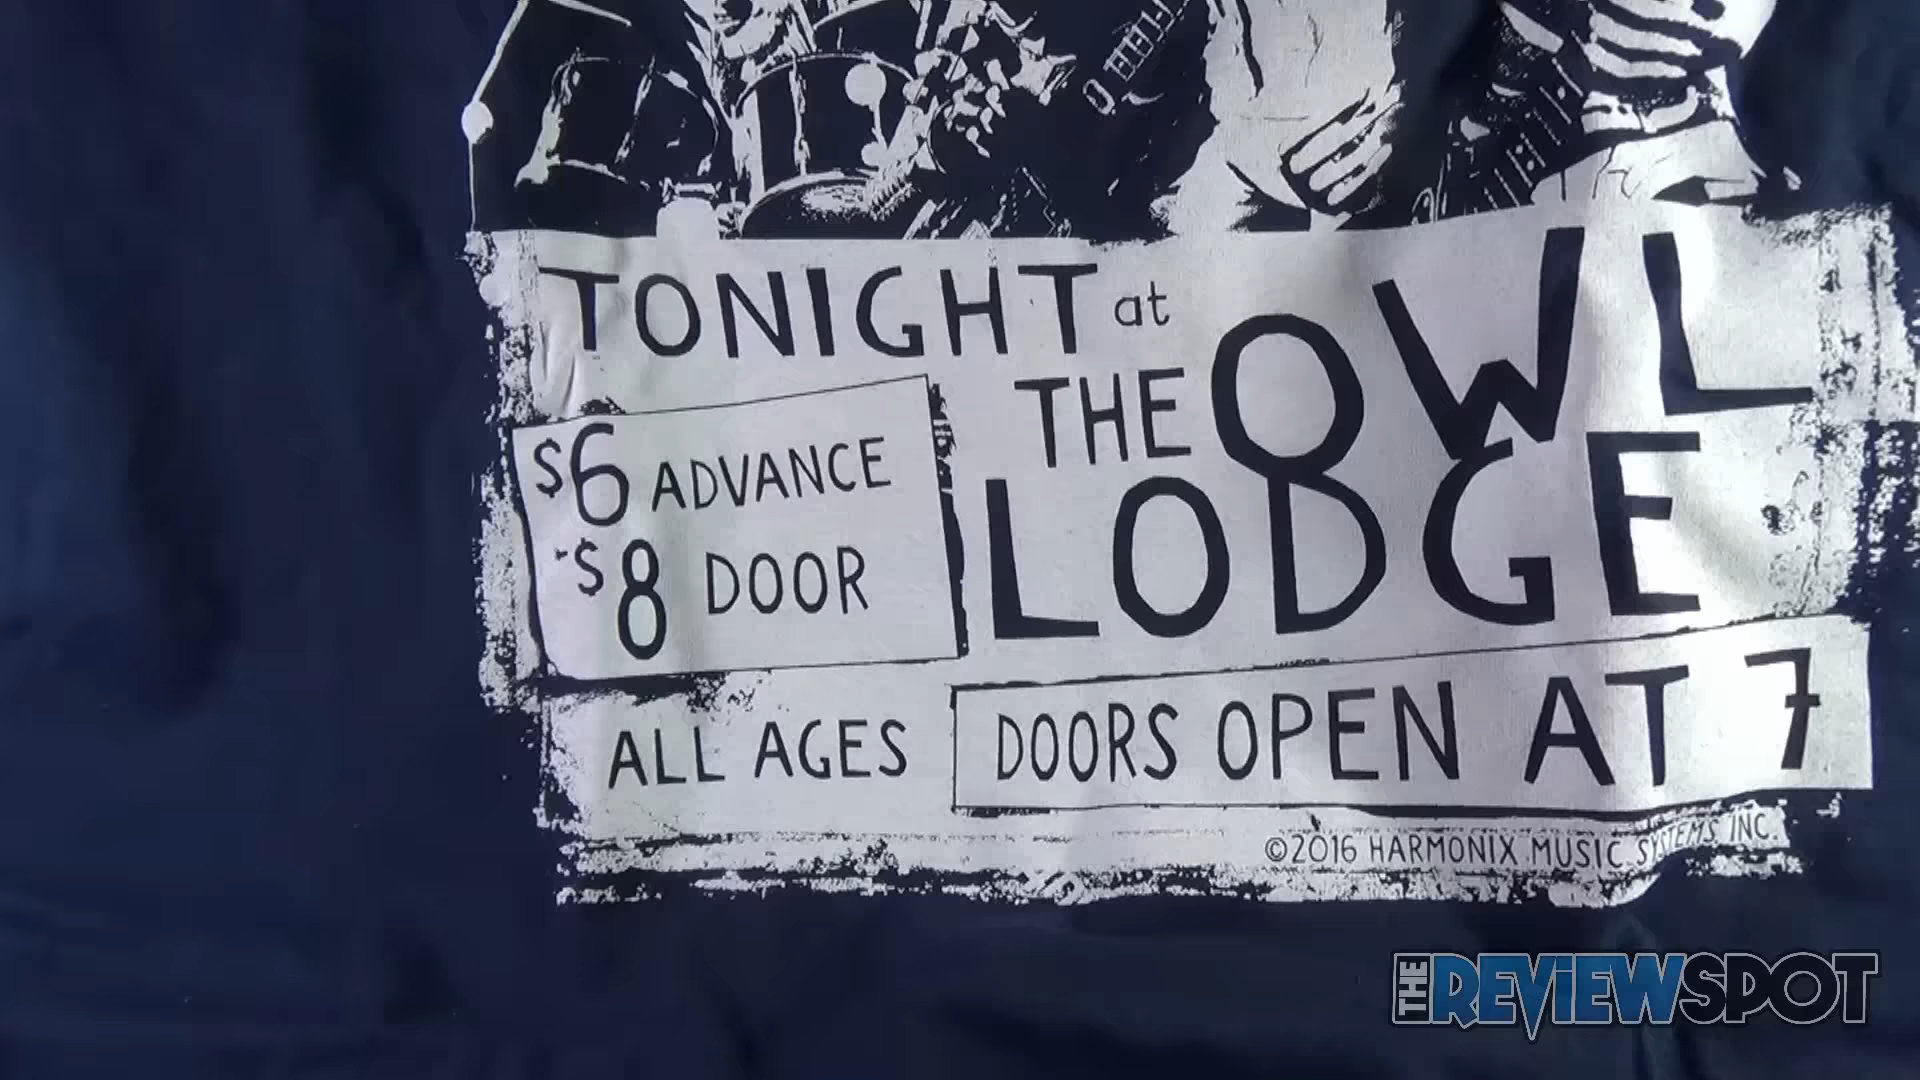 TONIGHT at
THE OWL
LODGE
$6 ADVANCE
$8 DOOR
ALL AGES
DOORS OPEN AT 7
©2016 HARMONIX MUSIC SYSTEMS INC.
THE REVIEWSPOT